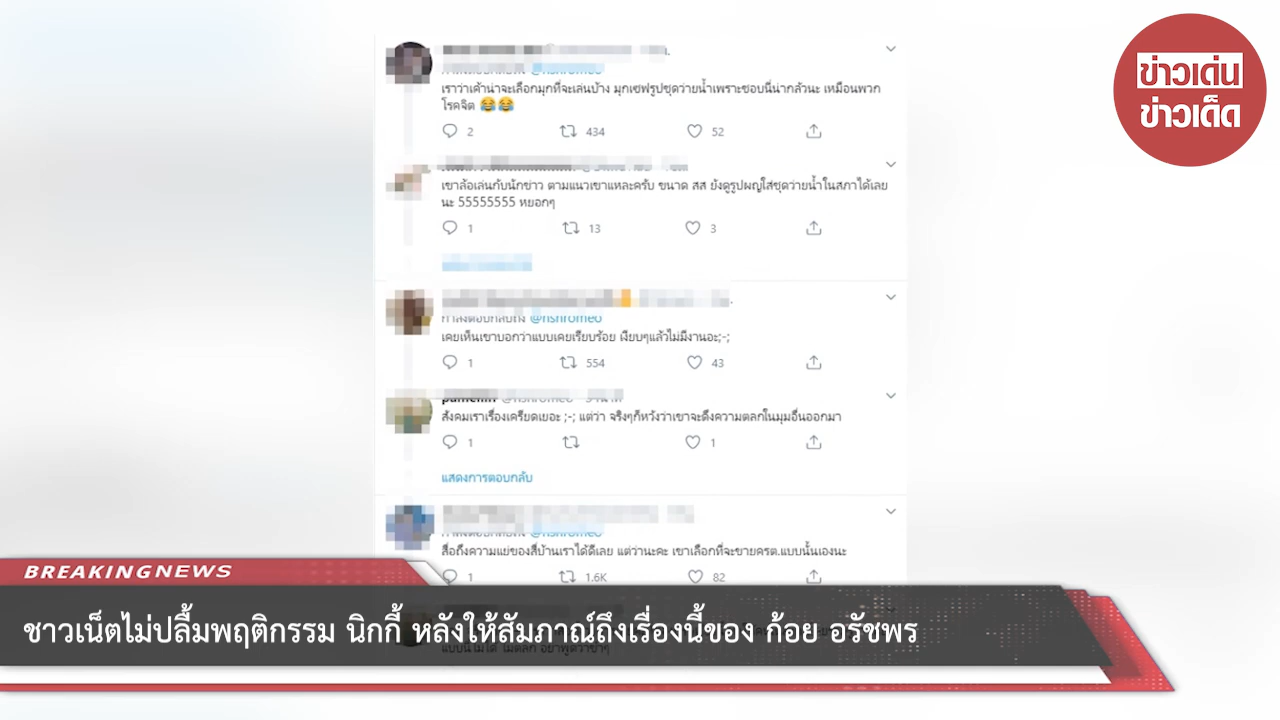 ข่าวเด่น
ข่าวเด็ด
เราว่าเค้าน่าจะเลือกมุกที่จะเล่นบ้าง มุกเซฟรูปชุดว่ายน้ำเพราะชอบนี่น่ากลัวนะ เหมือนพวก
โรคจิต 😂😂
2 434 52
เขาล้อเล่นกับนักข่าว ตามแนวเขาแหละครับ ขนาด สส ยังดูรูปผญใส่ชุดว่ายน้ำในสภาได้เลย
นะ 55555555 หยอกๆ
1 13 3
กำลังตอบกลับถึง @nshromeo
เคยเห็นเขาบอกว่าแบบเคยเรียบร้อย เงียบๆแล้วไม่มีงานอะ;-;
1 554 43
สังคมเราเรื่องเครียดเยอะ ;-; แต่ว่า จริงๆก็หวังว่าเขาจะดึงความตลกในมุมอื่นออกมา
1 1
แสดงการตอบกลับ
สื่อถึงความแย่ของสื่บ้านเราได้ดีเลย แต่ว่านะคะ เขาเลือกที่จะขายครต.แบบนั้นเองนะ
1 1.6K 82
BREAKING NEWS
ชาวเน็ตไม่ปลื้มพฤติกรรม นิกกี้ หลังให้สัมภาณ์ถึงเรื่องนี้ของ ก้อย อรัชพร